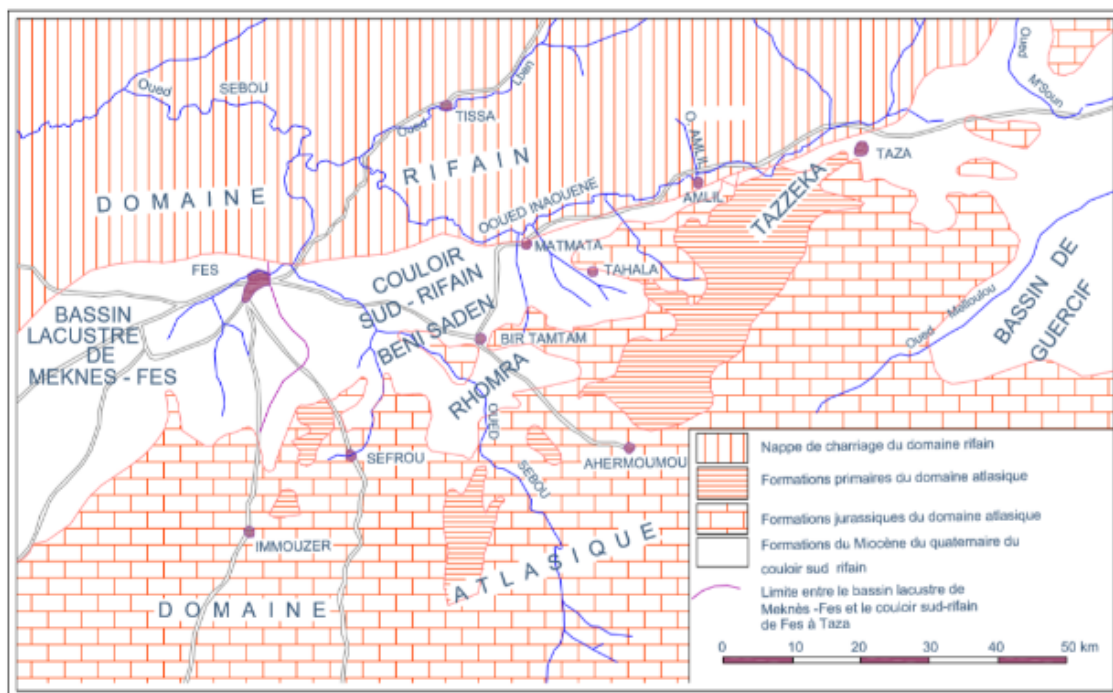 Oued
SEBOU
Oued
Lben
TISSA
Oued
M'Soun
DOMAINE
RIFAIN
O. AMLIL
AMLIL
TAZA
TAZZEKA
OOUED INAOUENE
MATMATA
TAHALA
FES
COULOIR
SUD - RIFAIN
BENI SADEN
BASSIN
LACUSTRE
DE
MEKNES - FES
BIR TAMTAM
RHOMRA
Oued Melloulou
BASSIN DE
GUERCIF
OUED
SEBOU
SEFROU
AHERMOUMOU
IMMOUZER
DOMAINE
ATLASIQUE
Nappe de charriage du domaine rifain
Formations primaires du domaine atlasique
Formations jurassiques du domaine atlasique
Formations du Miocène du quaternaire du
couloir sud rifain
Limite entre le bassin lacustre de
Meknès -Fes et le couloir sud-rifain
de Fes à Taza
0 10 20 30 40 50 km